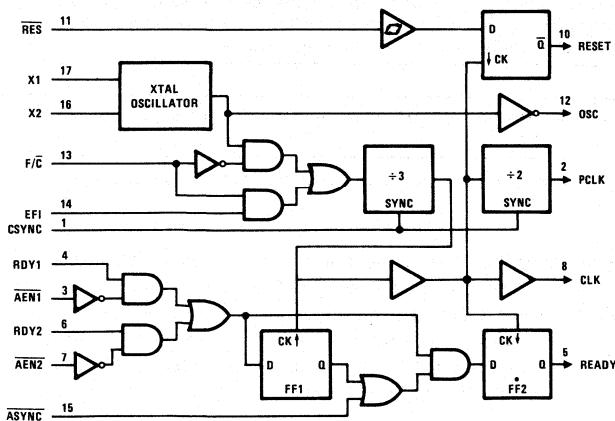 RES 11
D Q 10 RESET
CK
X1 17
XTAL
OSCILLATOR
X2 16
12 OSC
F/C 13
÷3
SYNC
÷2
SYNC
2 PCLK
EFI 14
CSYNC 1
RDY1 4
AEN1 3
8 CLK
RDY2 6
CK
D Q
FF1
CK
D Q
FF2
5 READY
AEN2 7
ASYNC 15